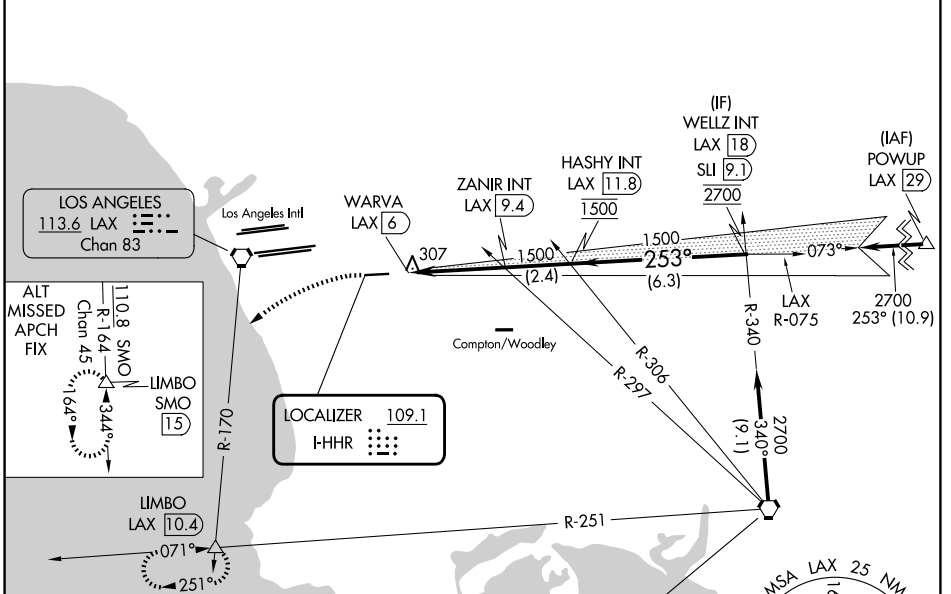 (IF)
WELLZ INT
LAX 18
SLI 9.1
2700
(IAF)
POWUP
LAX 29
HASHY INT
LAX 11.8
1500
ZANIR INT
LAX 9.4
WARVA
LAX 6
LOS ANGELES
113.6 LAX
Chan 83
Los Angeles Intl
307
1500
(2.4)
1500
253°
(6.3)
073°
LAX
R-075
2700
253° (10.9)
ALT
MISSED
APCH
FIX
110.8 SMO
Chan 45
R-164
LIMBO
SMO
15
164°
344°
R-170
Compton/Woodley
R-340
R-306
R-297
LOCALIZER 109.1
I-HHR
2700
340°
(9.1)
LIMBO
LAX 10.4
R-251
071°
251°
MSA LAX 25 NM